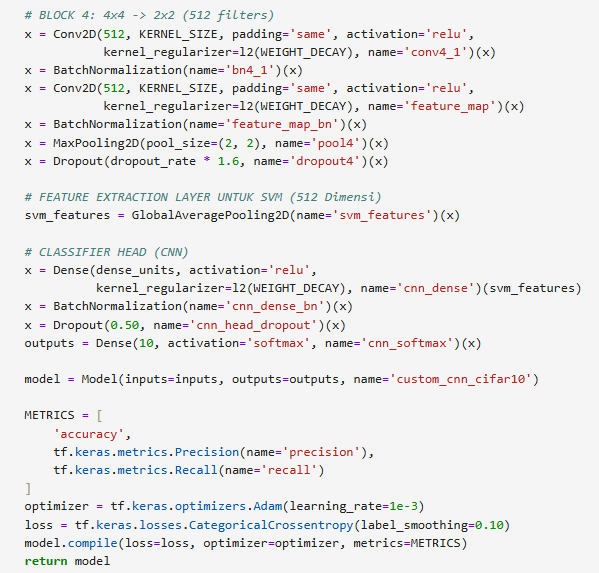 # BLOCK 4: 4x4 -> 2x2 (512 filters)
x = Conv2D(512, KERNEL_SIZE, padding='same', activation='relu',
           kernel_regularizer=l2(WEIGHT_DECAY), name='conv4_1')(x)
x = BatchNormalization(name='bn4_1')(x)
x = Conv2D(512, KERNEL_SIZE, padding='same', activation='relu',
           kernel_regularizer=l2(WEIGHT_DECAY), name='feature_map')(x)
x = BatchNormalization(name='feature_map_bn')(x)
x = MaxPooling2D(pool_size=(2, 2), name='pool4')(x)
x = Dropout(dropout_rate * 1.6, name='dropout4')(x)

# FEATURE EXTRACTION LAYER UNTUK SVM (512 Dimensi)
svm_features = GlobalAveragePooling2D(name='svm_features')(x)

# CLASSIFIER HEAD (CNN)
x = Dense(dense_units, activation='relu',
          kernel_regularizer=l2(WEIGHT_DECAY), name='cnn_dense')(svm_features)
x = BatchNormalization(name='cnn_dense_bn')(x)
x = Dropout(0.50, name='cnn_head_dropout')(x)
outputs = Dense(10, activation='softmax', name='cnn_softmax')(x)

model = Model(inputs=inputs, outputs=outputs, name='custom_cnn_cifar10')

METRICS = [
    'accuracy',
    tf.keras.metrics.Precision(name='precision'),
    tf.keras.metrics.Recall(name='recall')
]
optimizer = tf.keras.optimizers.Adam(learning_rate=1e-3)
loss = tf.keras.losses.CategoricalCrossentropy(label_smoothing=0.10)
model.compile(loss=loss, optimizer=optimizer, metrics=METRICS)
return model